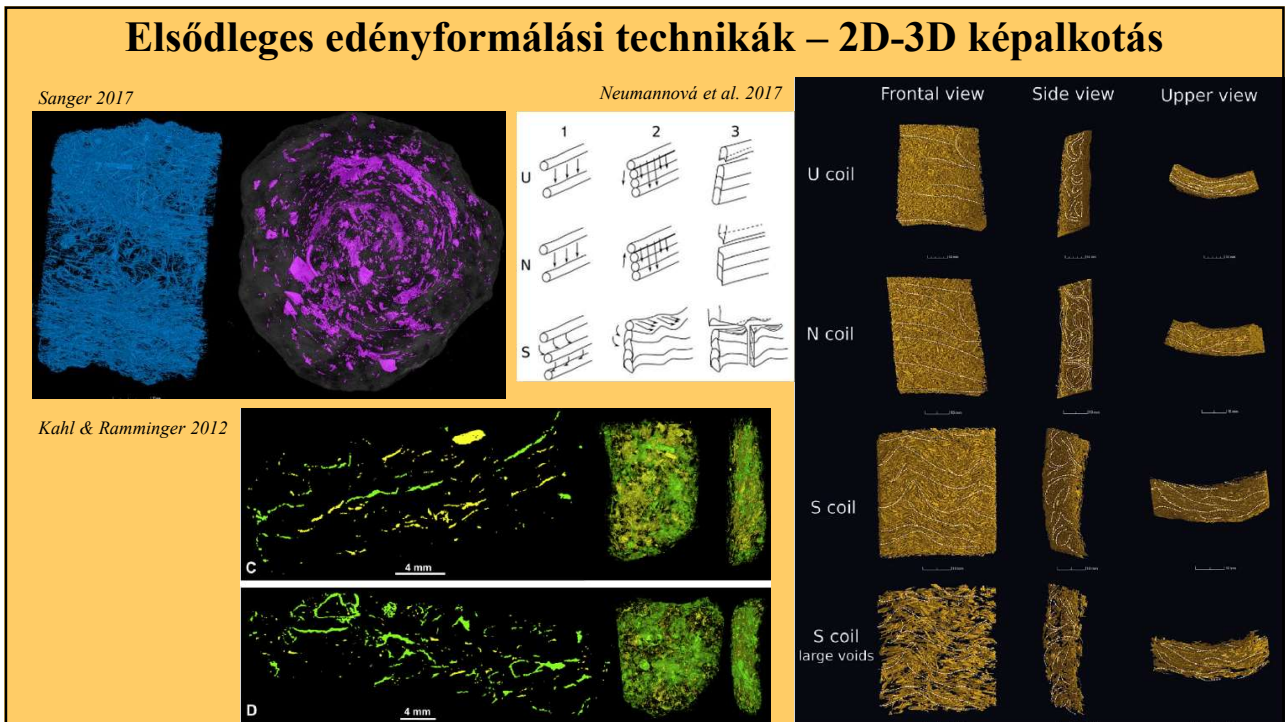 Elsődleges edényformálási technikák – 2D-3D képalkotás
Sanger 2017
Neumannová et al. 2017
1 2 3
U
N
S
Kahl & Ramminger 2012
C
4 mm
D
4 mm
Frontal view Side view Upper view
U coil
N coil
S coil
S coil
large voids